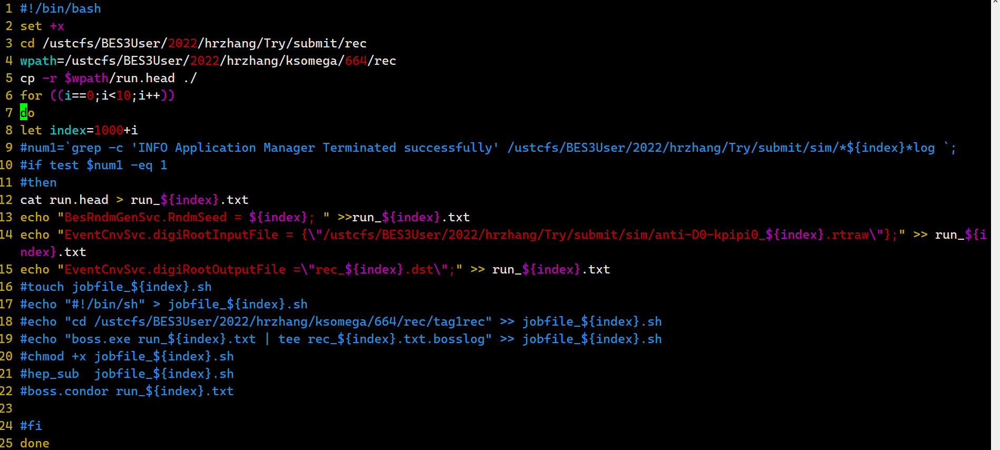 1 #!/bin/bash
2 set +x
3 cd /ustcfs/BES3User/2022/hrzhang/Try/submit/rec
4 wpath=/ustcfs/BES3User/2022/hrzhang/ksomega/664/rec
5 cp -r $wpath/run.head ./
6 for ((i==0;i<10;i++))
7 do
8 let index=1000+i
9 #num1=`grep -c 'INFO Application Manager Terminated successfully' /ustcfs/BES3User/2022/hrzhang/Try/submit/sim/*${index}*log `;
10 #if test $num1 -eq 1
11 #then
12 cat run.head > run_${index}.txt
13 echo "BesRndmGenSvc.RndmSeed = ${index}; " >>run_${index}.txt
14 echo "EventCnvSvc.digiRootInputFile = {\"/ustcfs/BES3User/2022/hrzhang/Try/submit/sim/anti-D0-kpipi0_${index}.rtraw\"};" >> run_${i
ndex}.txt
15 echo "EventCnvSvc.digiRootOutputFile =\"rec_${index}.dst\";" >> run_${index}.txt
16 #touch jobfile_${index}.sh
17 #echo "#!/bin/sh" > jobfile_${index}.sh
18 #echo "cd /ustcfs/BES3User/2022/hrzhang/ksomega/664/rec/tag1rec" >> jobfile_${index}.sh
19 #echo "boss.exe run_${index}.txt | tee rec_${index}.txt.bosslog" >> jobfile_${index}.sh
20 #chmod +x jobfile_${index}.sh
21 #hep_sub  jobfile_${index}.sh
22 #boss.condor run_${index}.txt
23
24 #fi
25 done